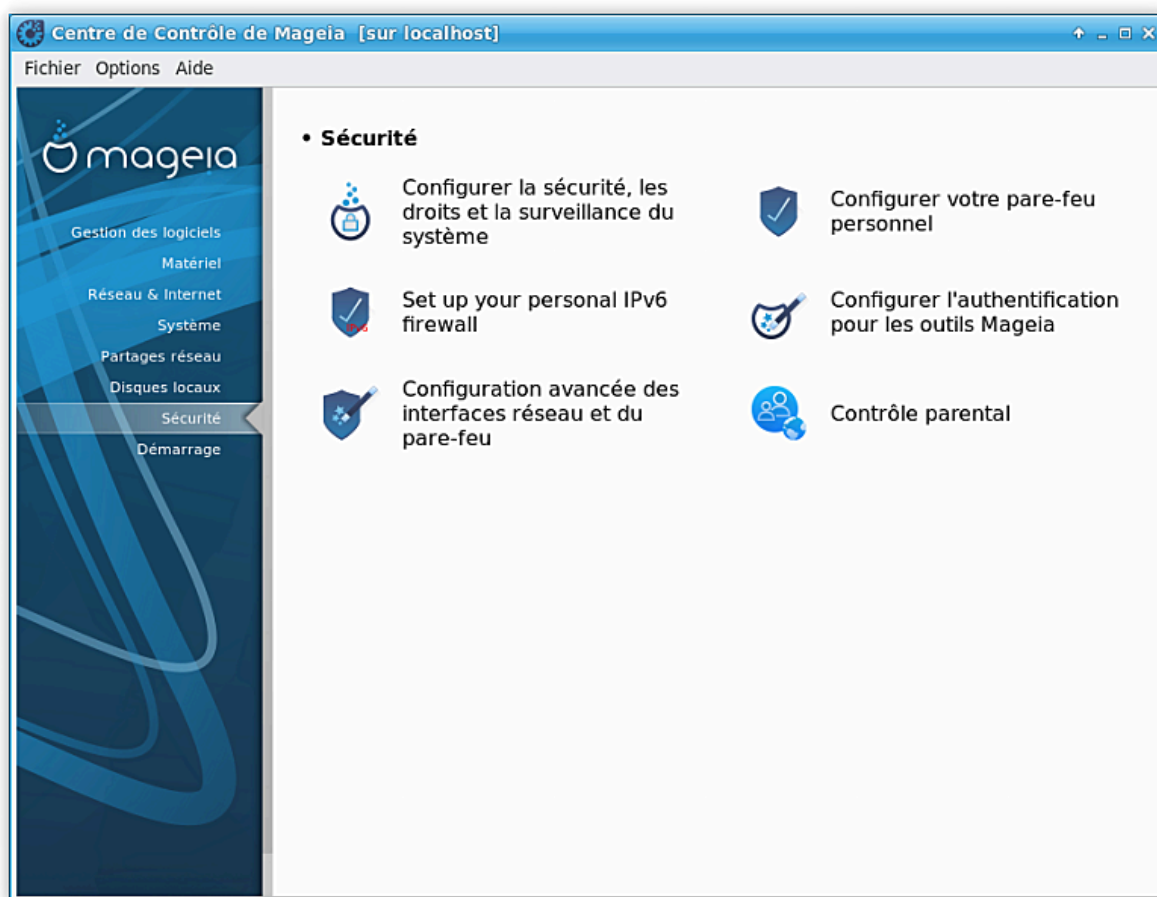 Centre de Contrôle de Mageia [sur localhost]
Fichier Options Aide
mageia
Gestion des logiciels
Matériel
Réseau & Internet
Système
Partages réseau
Disques locaux
Sécurité
Démarrage
• Sécurité
Configurer la sécurité, les
droits et la surveillance du
système
Configurer votre pare-feu
personnel
Set up your personal IPv6
firewall
IPv6
Configurer l'authentification
pour les outils Mageia
Configuration avancée des
interfaces réseau et du
pare-feu
Contrôle parental